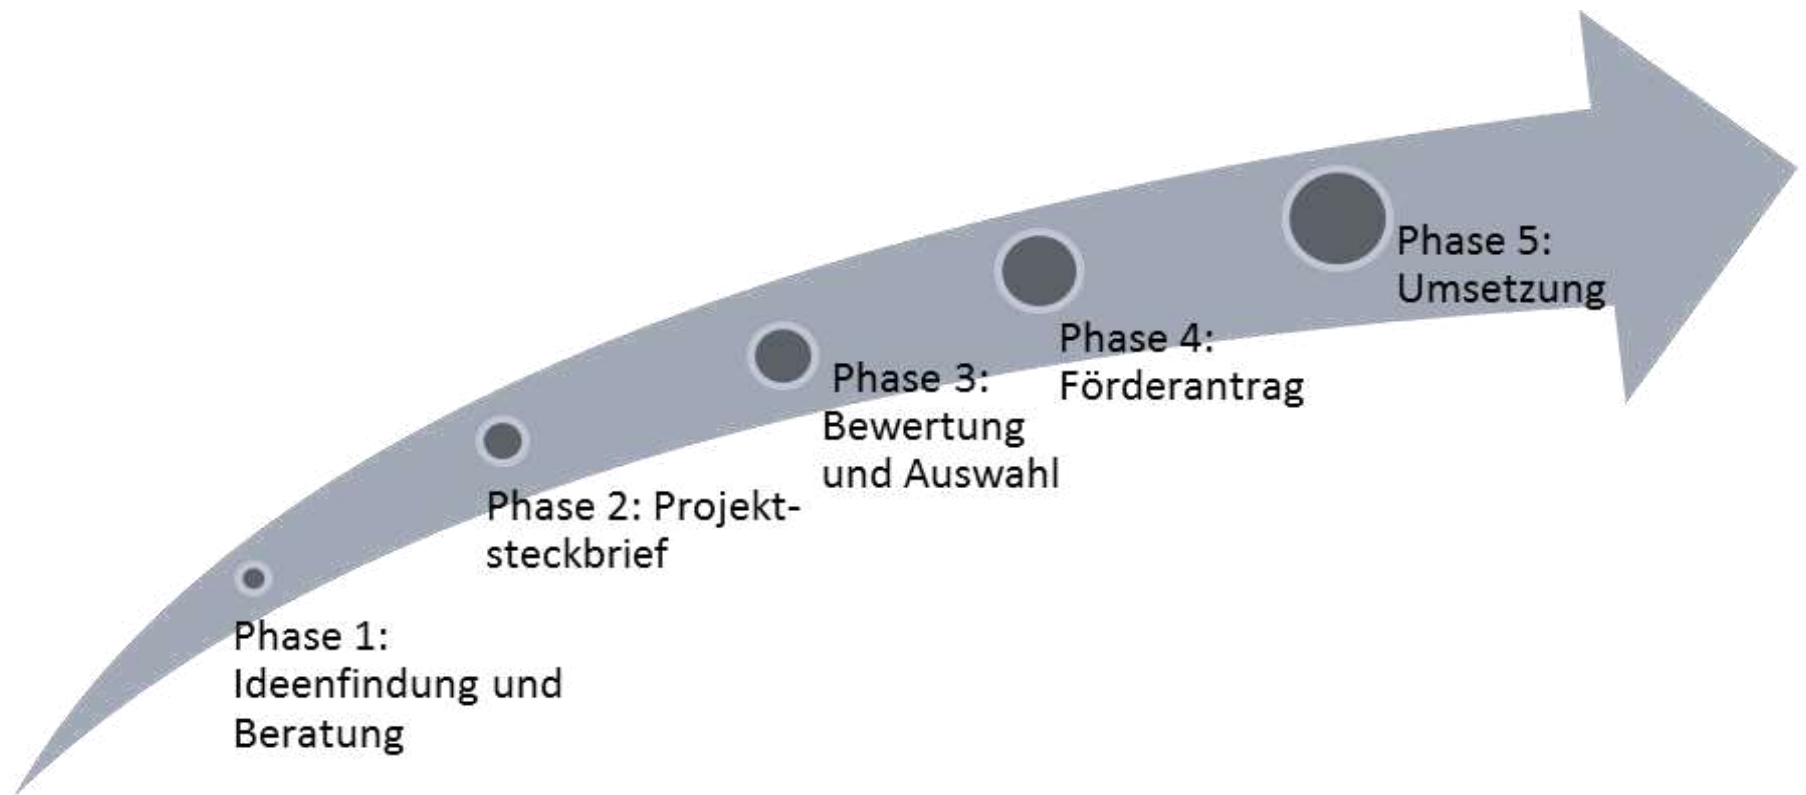 Phase 1:
Ideenfindung und
Beratung
Phase 2: Projekt-
steckbrief
Phase 3:
Bewertung
und Auswahl
Phase 4:
Förderantrag
Phase 5:
Umsetzung